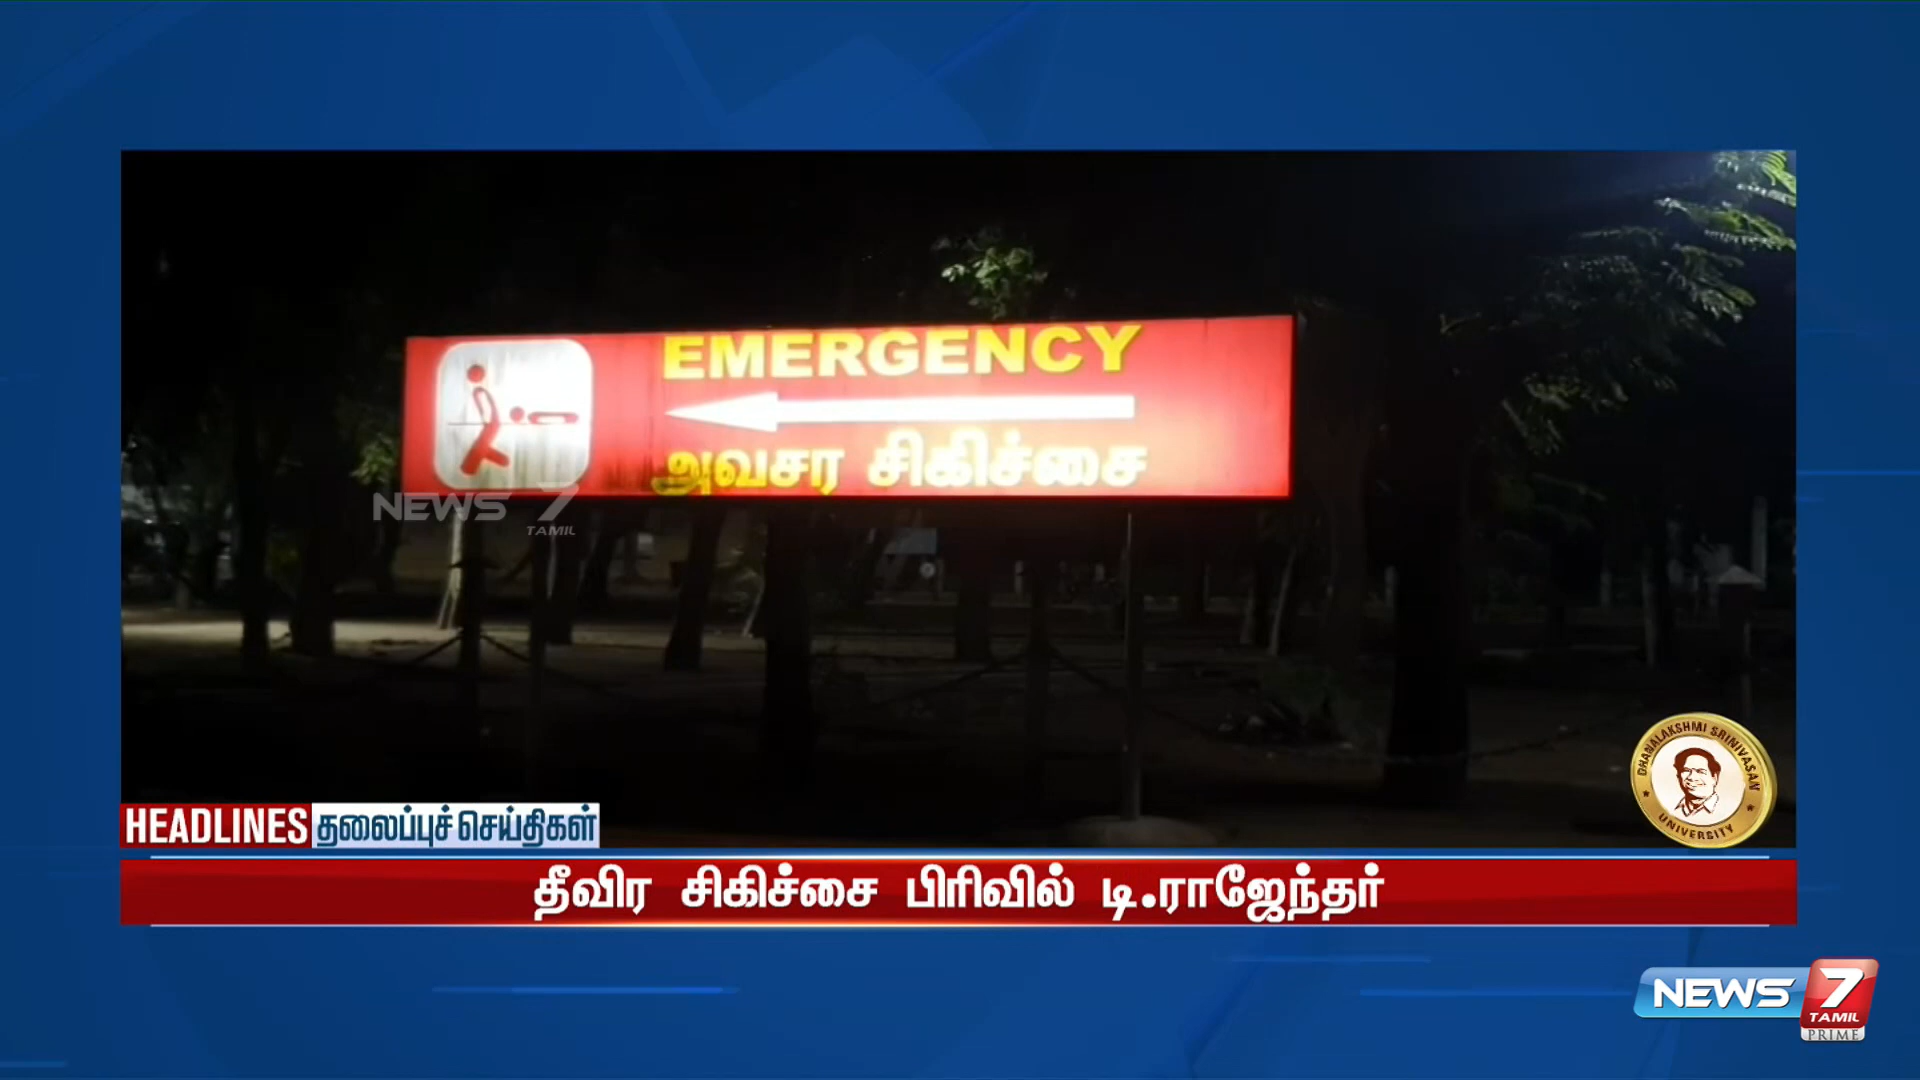 EMERGENCY
அவசர சிகிச்சை
NEWS 7
TAMIL
DHANALAKSHMI SRINIVASAN
UNIVERSITY
HEADLINES தலைப்புச் செய்திகள்
தீவிர சிகிச்சை பிரிவில் டி.ராஜேந்தர்
NEWS 7
TAMIL
PRIME